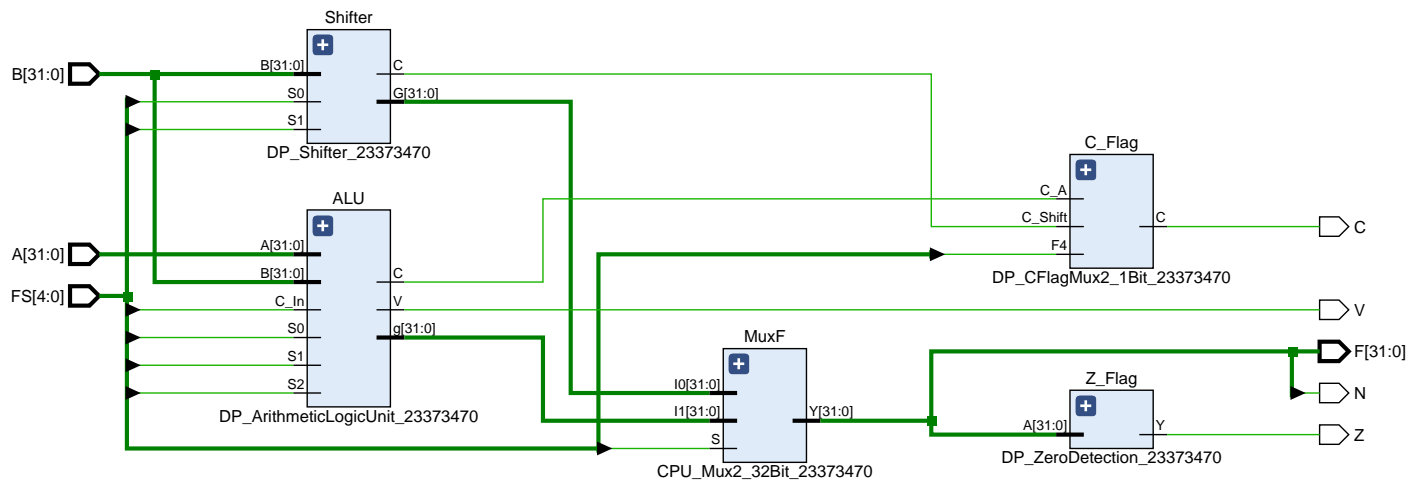 Shifter
B[31:0]
B[31:0]
C
S0
G[31:0]
S1
DP_Shifter_23373470
C_Flag
ALU
C_A
C_Shift
C
C
F4
A[31:0]
A[31:0]
DP_CFlagMux2_1Bit_23373470
B[31:0]
C
FS[4:0]
C_In
V
V
S0
g[31:0]
S1
MuxF
F[31:0]
S2
I0[31:0]
Z_Flag
N
DP_ArithmeticLogicUnit_23373470
I1[31:0]
Y[31:0]
A[31:0]
Y
Z
S
DP_ZeroDetection_23373470
CPU_Mux2_32Bit_23373470